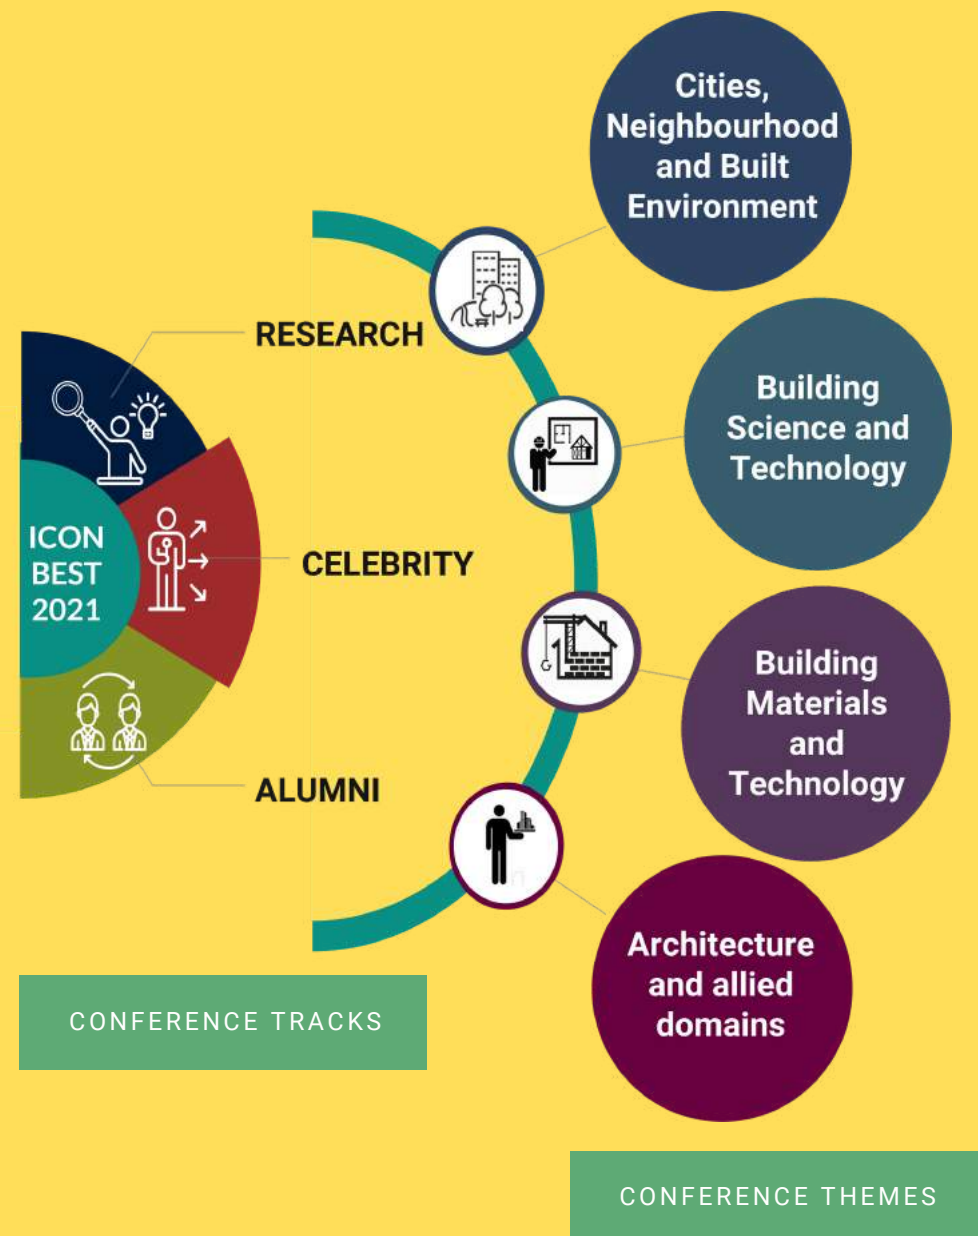 ICON
BEST
2021
RESEARCH
CELEBRITY
ALUMNI
CONFERENCE TRACKS
Cities,
Neighbourhood
and Built
Environment
Building
Science and
Technology
Building
Materials
and
Technology
Architecture
and allied
domains
CONFERENCE THEMES